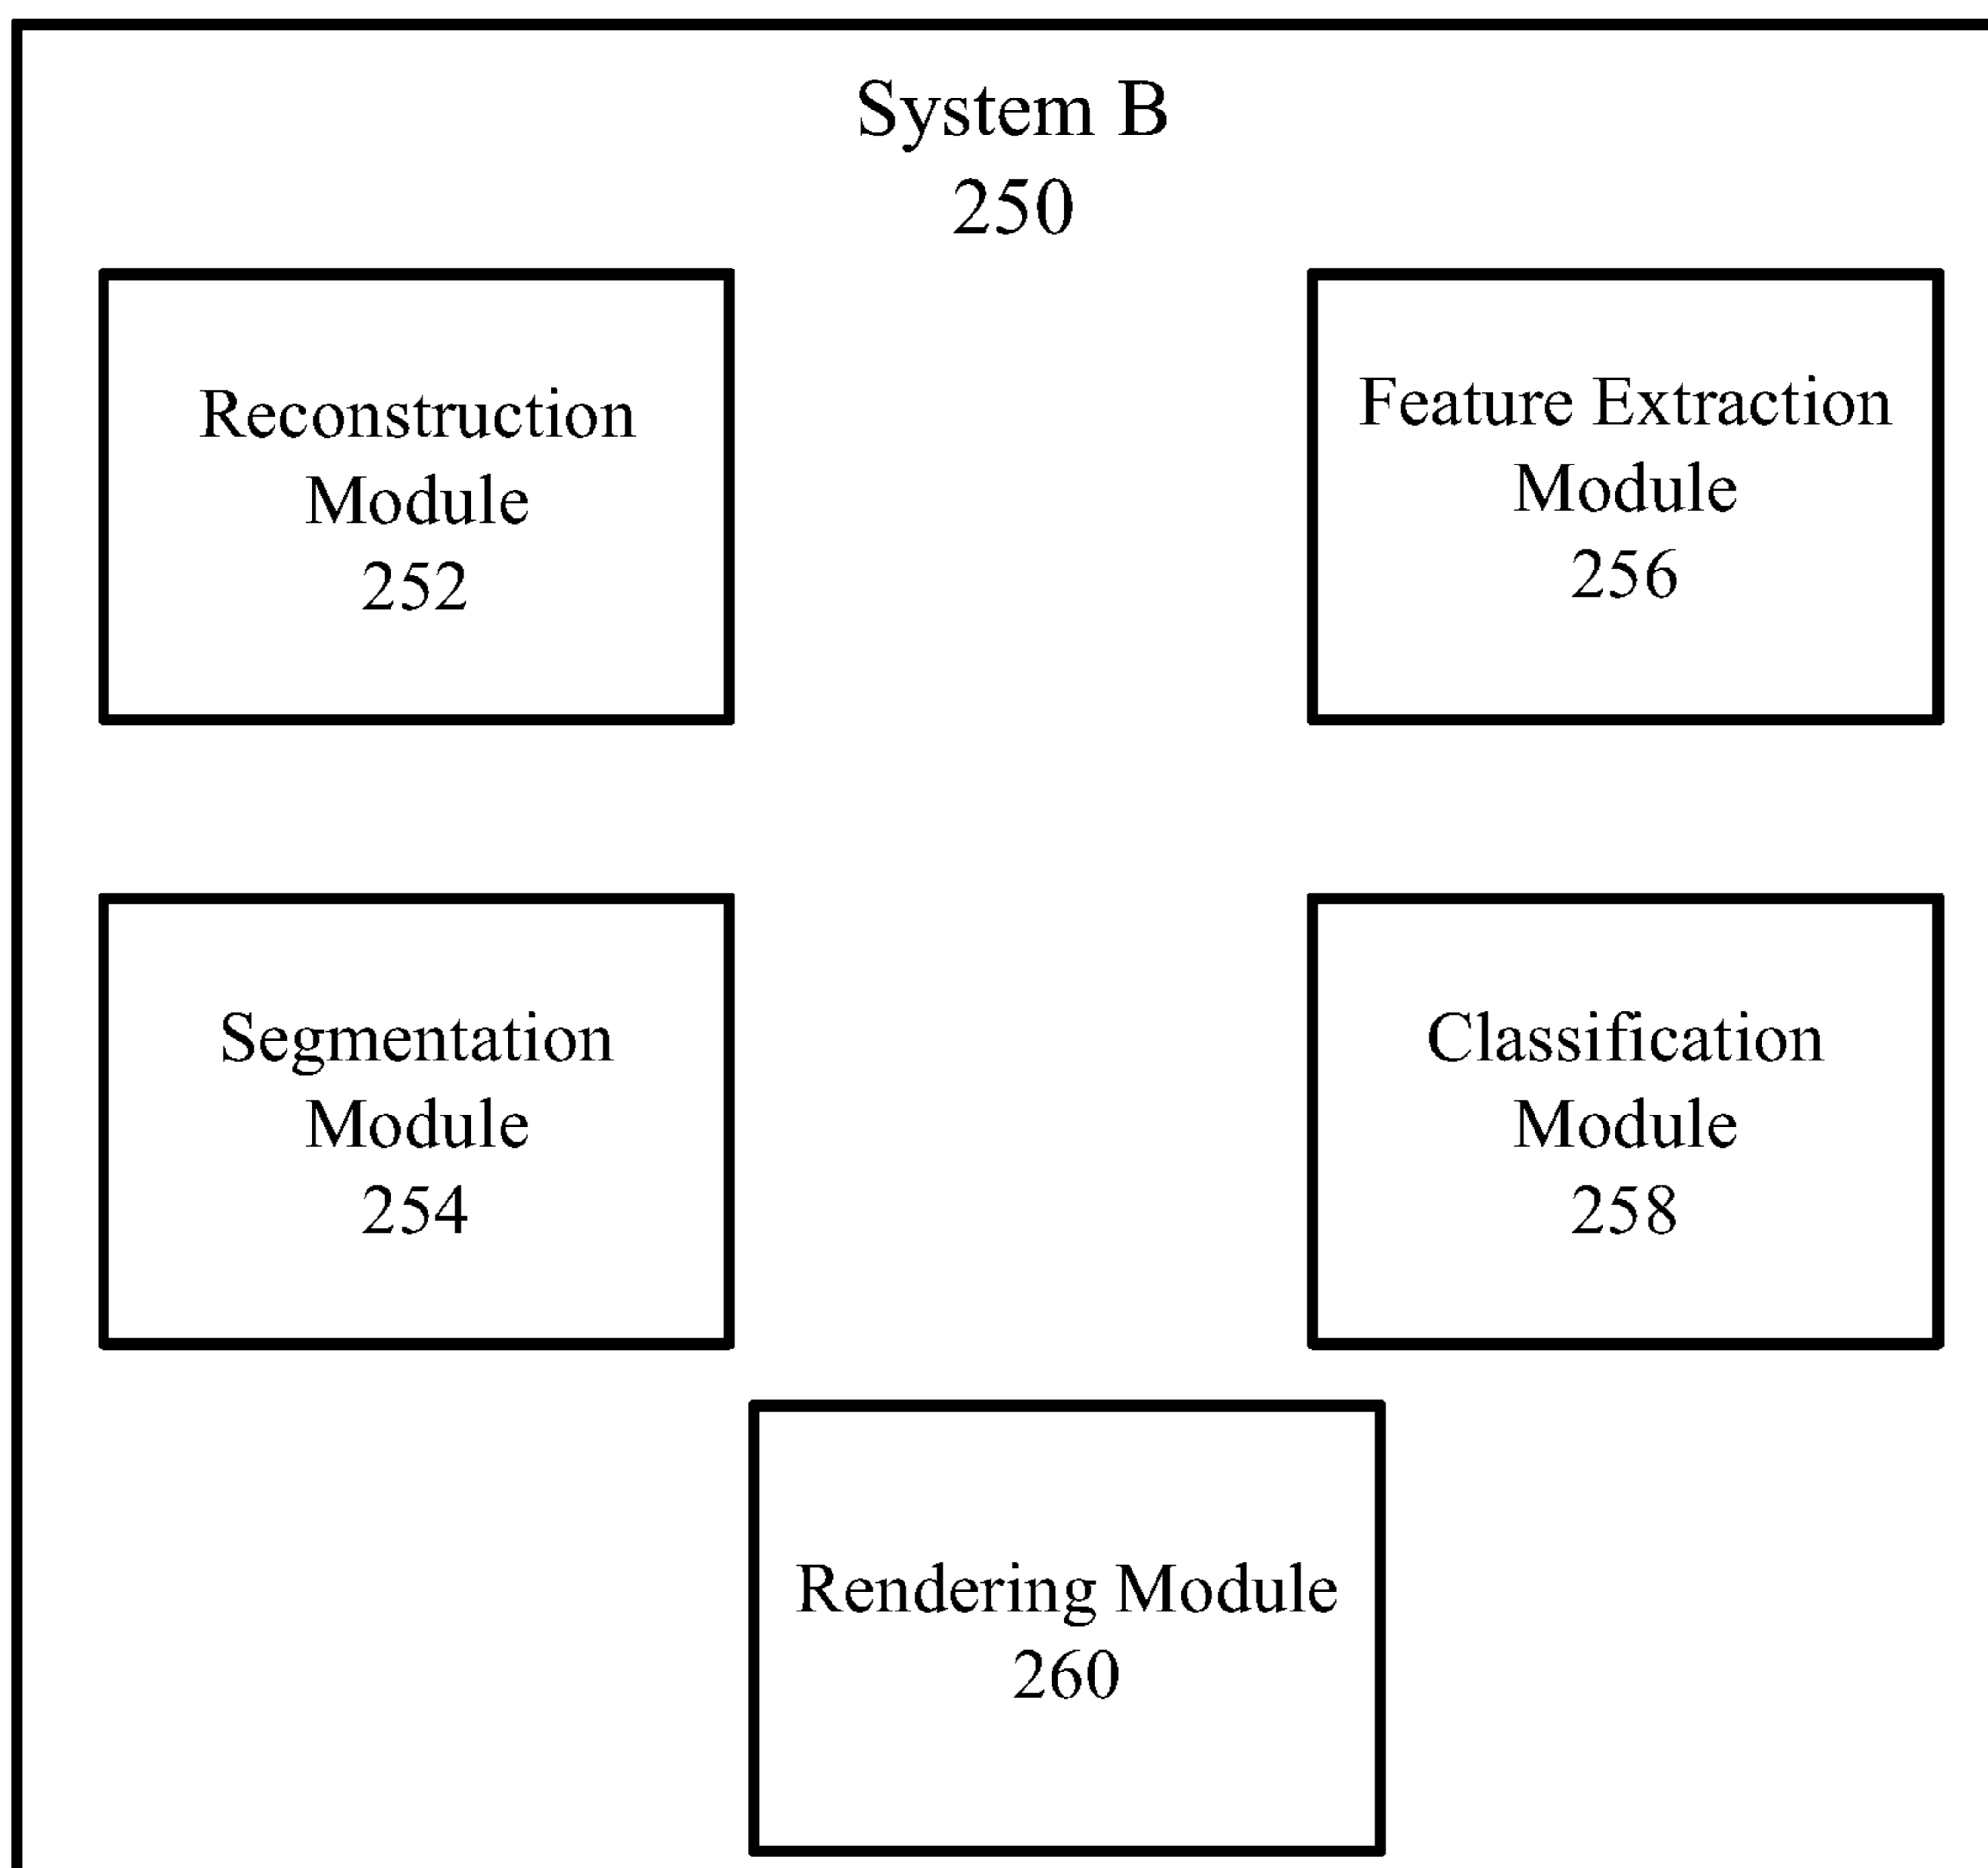 System B
250
Reconstruction
Module
252
Feature Extraction
Module
256
Segmentation
Module
254
Classification
Module
258
Rendering Module
260